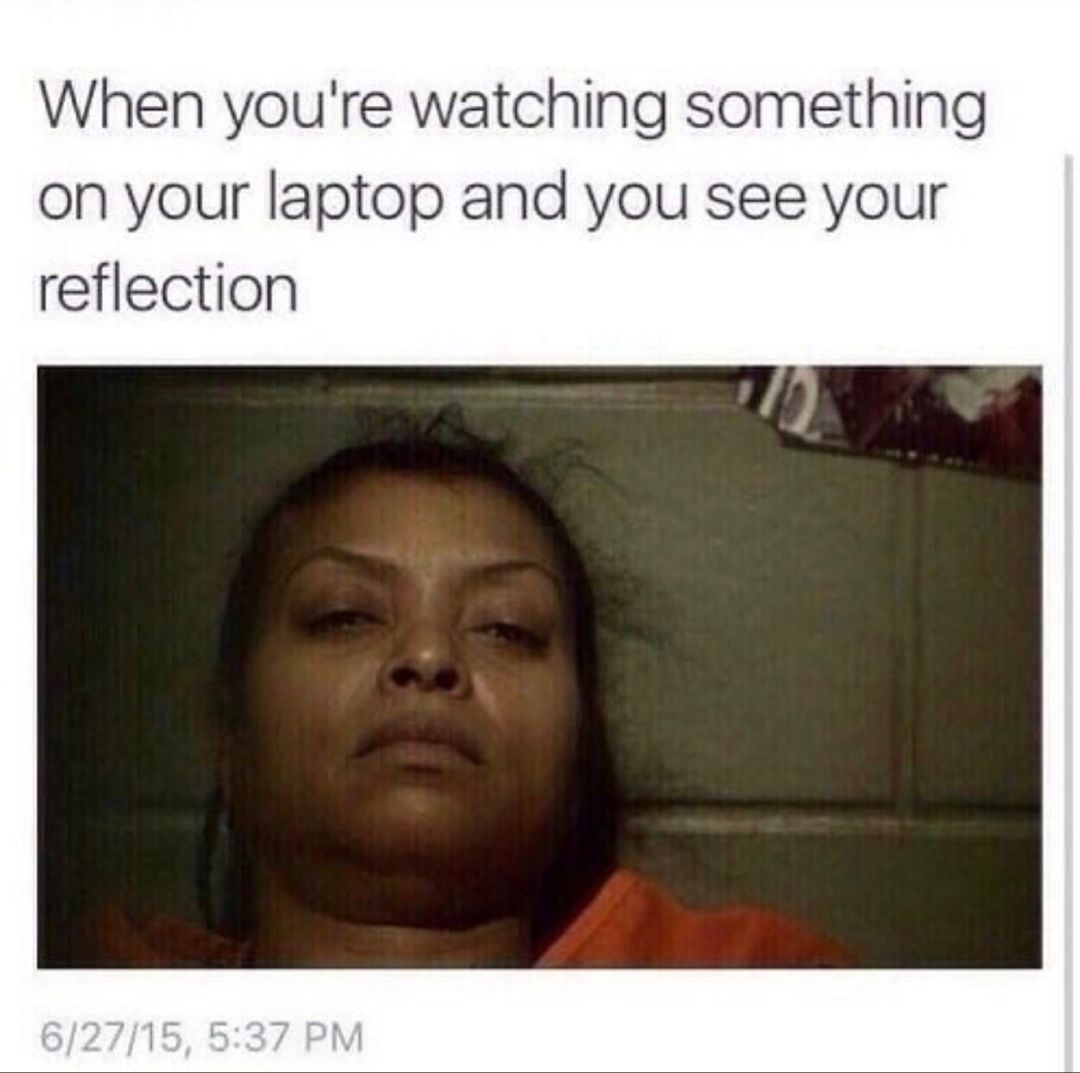 When you're watching something
on your laptop and you see your
reflection
6/27/15, 5:37 PM